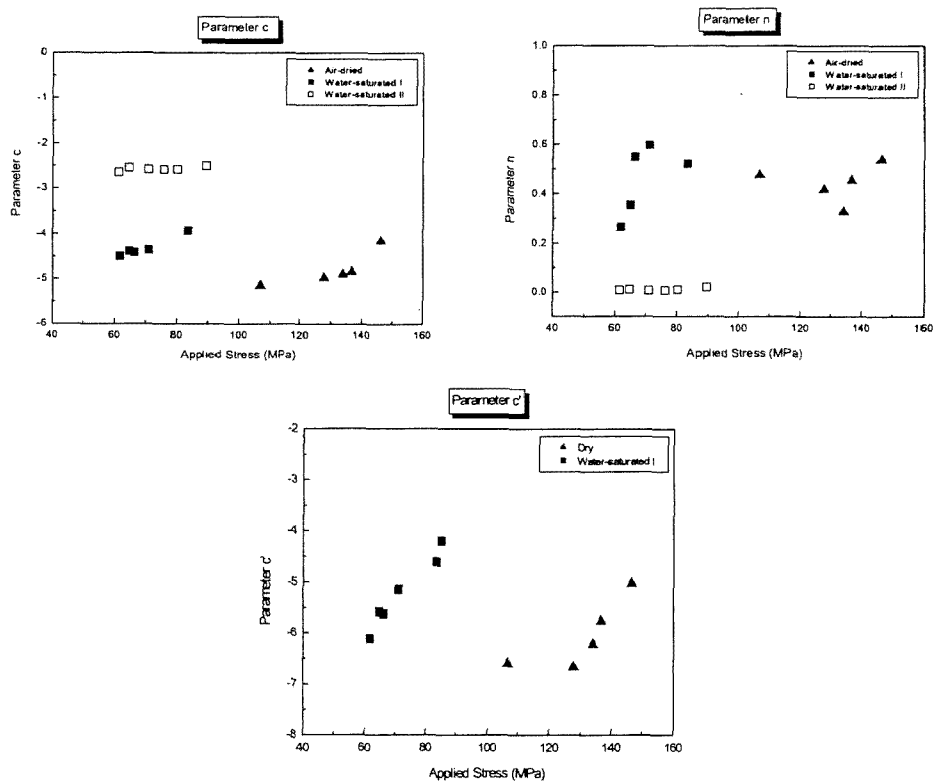 Parameter c
0
-1
-2
-3
-4
-5
-6
Parameter c
Air-dried
Water-saturated I
Water-saturated II
40 60 80 100 120 140 160
Applied Stress (MPa)
Parameter n
1.0
0.8
0.6
0.4
0.2
0.0
Parameter n
Air-dried
Water-saturated I
Water-saturated II
40 60 80 100 120 140 160
Applied Stress (MPa)
Parameter c'
-2
-3
-4
-5
-6
-7
-8
Parameter c'
Dry
Water-saturated I
40 60 80 100 120 140 160
Applied Stress (MPa)